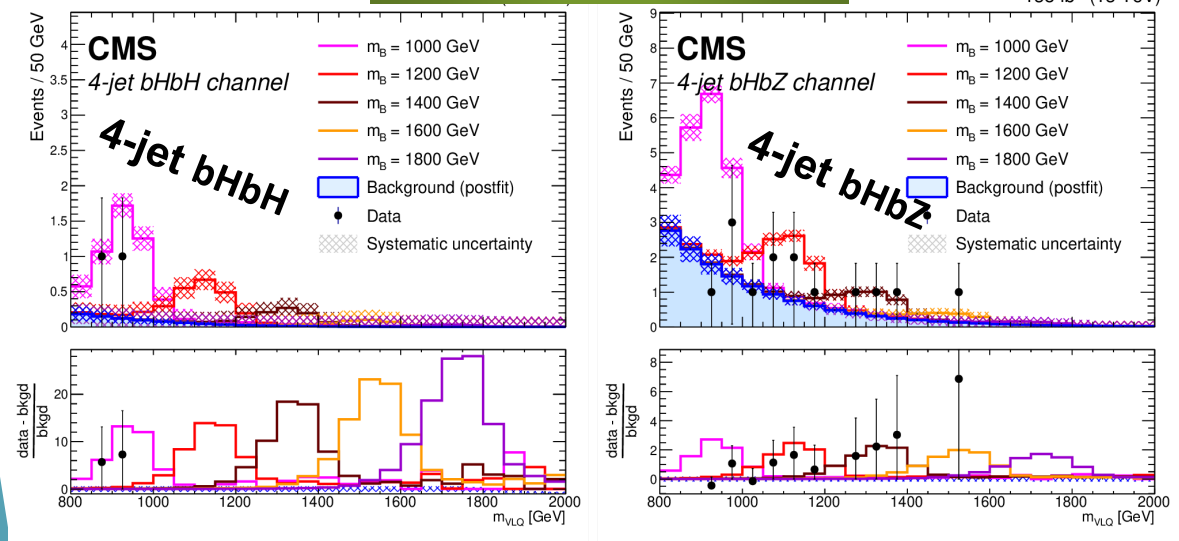 CMS
4-jet bHbH channel
4-jet bHbH
m_B = 1000 GeV
m_B = 1200 GeV
m_B = 1400 GeV
m_B = 1600 GeV
m_B = 1800 GeV
Background (postfit)
Data
Systematic uncertainty
Events / 50 GeV
4
3.5
3
2.5
2
1.5
1
0.5
0
data - bkgd
bkgd
20
10
0
800 1000 1200 1400 1600 1800 2000
m_VLQ [GeV]
CMS
4-jet bHbZ channel
4-jet bHbZ
m_B = 1000 GeV
m_B = 1200 GeV
m_B = 1400 GeV
m_B = 1600 GeV
m_B = 1800 GeV
Background (postfit)
Data
Systematic uncertainty
Events / 50 GeV
9
8
7
6
5
4
3
2
1
0
data - bkgd
bkgd
8
6
4
2
0
800 1000 1200 1400 1600 1800 2000
m_VLQ [GeV]